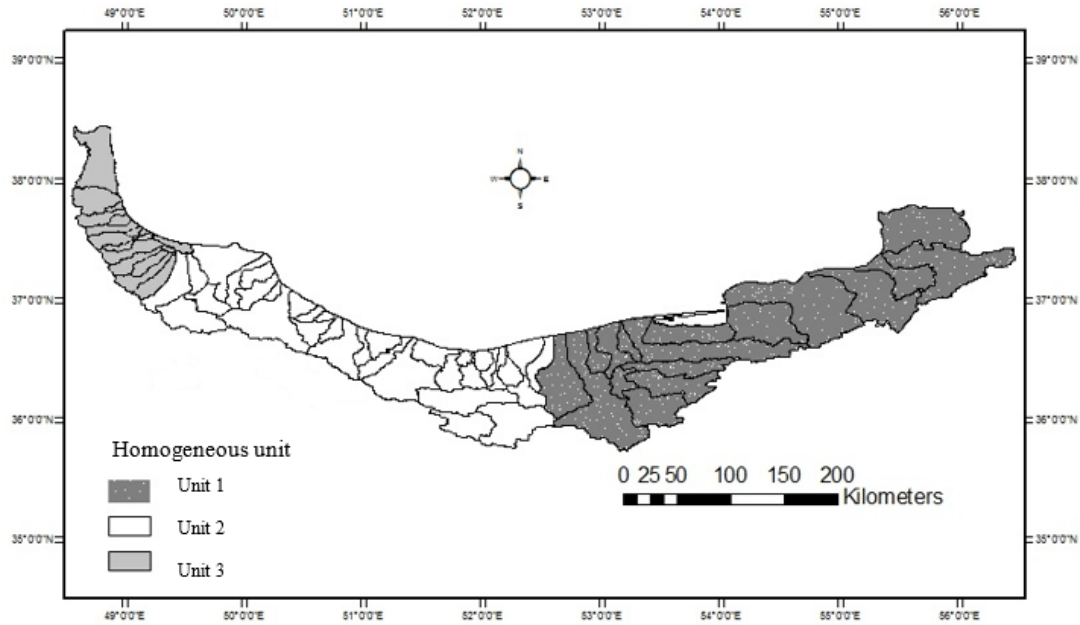 49°0'0"E 50°0'0"E 51°0'0"E 52°0'0"E 53°0'0"E 54°0'0"E 55°0'0"E 56°0'0"E
39°0'0"N 39°0'0"N
N
38°0'0"N W E 38°0'0"N
S
37°0'0"N 37°0'0"N
36°0'0"N 36°0'0"N
Homogeneous unit
0 25 50 100 150 200
Kilometers
Unit 1
Unit 2
35°0'0"N 35°0'0"N
Unit 3
49°0'0"E 50°0'0"E 51°0'0"E 52°0'0"E 53°0'0"E 54°0'0"E 55°0'0"E 56°0'0"E